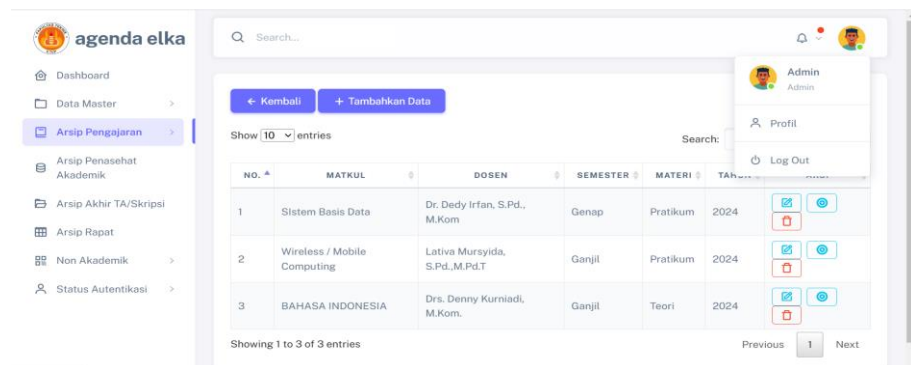 agenda elka
Search...
Admin
Admin
Dashboard
Data Master
Profil
Kembali
+ Tambahkan Data
Arsip Pengajaran
Show 10 entries
Search:
Log Out
Arsip Penasehat
Akademik
NO. MATKUL DOSEN SEMESTER MATERI
Arsip Akhir TA/Skripsi
1 SIstem Basis Data Dr. Dedy Irfan, S.Pd., Genap Pratikum 2024
M.Kom
Arsip Rapat
Non Akademik
2 Wireless / Mobile Lativa Mursyida, Ganjil Pratikum 2024
Computing S.Pd.,M.Pd.T
Status Autentikasi
3 BAHASA INDONESIA Drs. Denny Kurniadi, Ganjil Teori 2024
M.Kom.
Showing 1 to 3 of 3 entries
Previous 1 Next